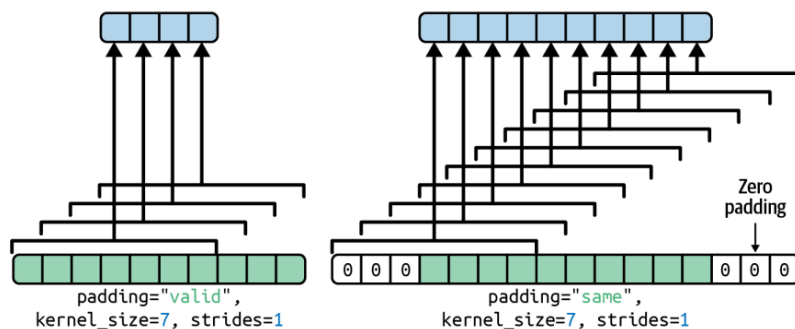 Zero
padding
0 0 0 0 0 0
padding="valid",
kernel_size=7, strides=1
padding="same",
kernel_size=7, strides=1